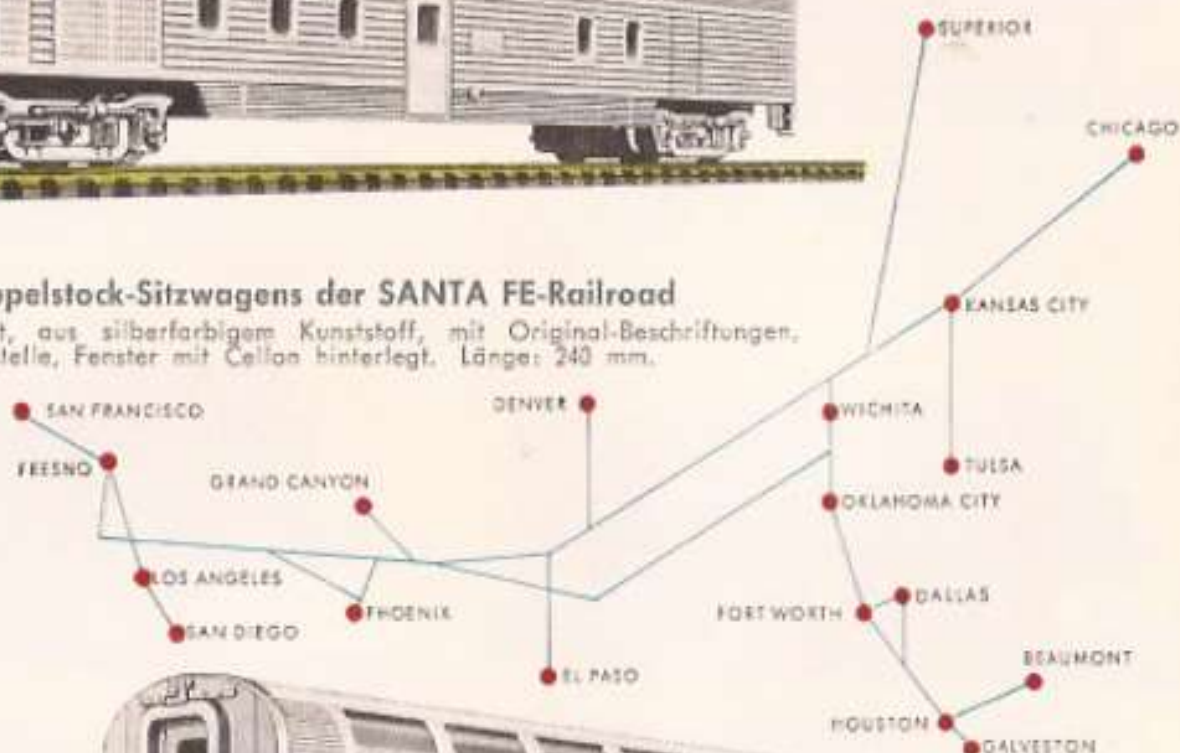 SUPERIOR
CHICAGO
ppelstock-Sitzwagens der SANTA FE-Railroad
t, aus silberfarbigem Kunststoff, mit Original-Beschriftungen,
telle, Fenster mit Cellon hinterlegt. Länge: 240 mm.
KANSAS CITY
SAN FRANCISCO
DENVER
WICHITA
FRESNO
TULSA
GRAND CANYON
OKLAHOMA CITY
LOS ANGELES
DALLAS
PHOENIX
FORT WORTH
SAN DIEGO
BEAUMONT
EL PASO
HOUSTON
GALVESTON